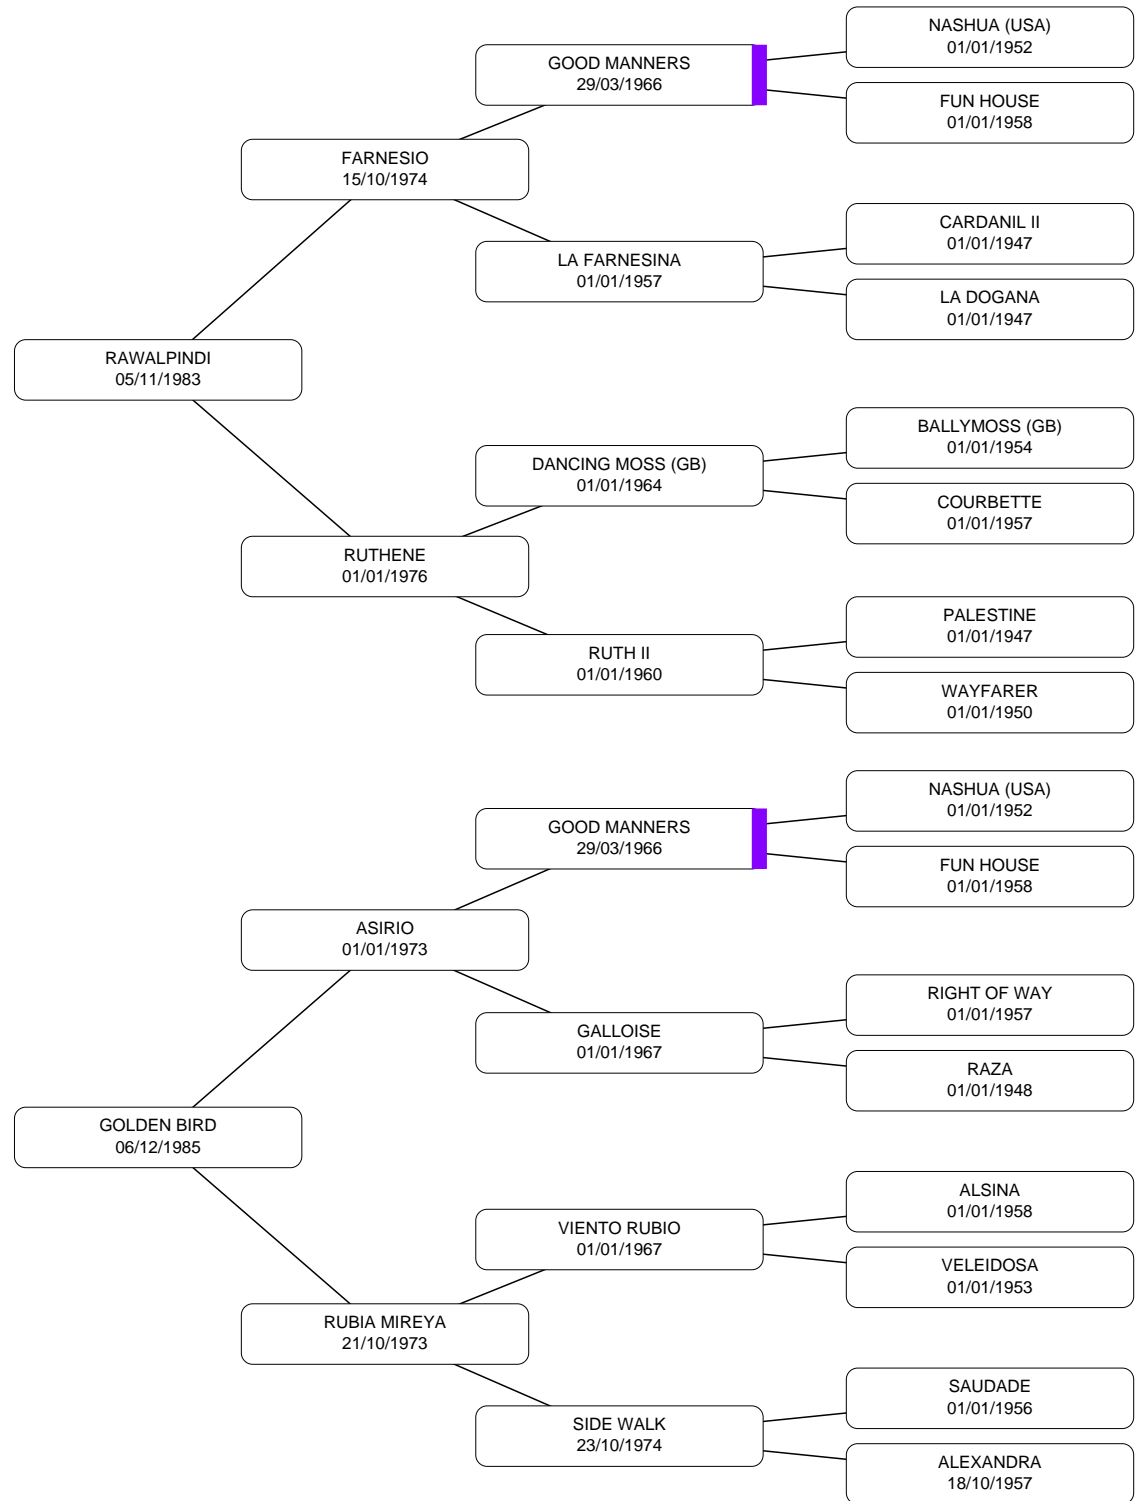 NASHUA (USA)
01/01/1952
GOOD MANNERS
29/03/1966
FUN HOUSE
01/01/1958
FARNESIO
15/10/1974
CARDANIL II
01/01/1947
LA FARNESINA
01/01/1957
LA DOGANA
01/01/1947
RAWALPINDI
05/11/1983
BALLYMOSS (GB)
01/01/1954
DANCING MOSS (GB)
01/01/1964
COURBETTE
01/01/1957
RUTHENE
01/01/1976
PALESTINE
01/01/1947
RUTH II
01/01/1960
WAYFARER
01/01/1950
NASHUA (USA)
01/01/1952
GOOD MANNERS
29/03/1966
FUN HOUSE
01/01/1958
ASIRIO
01/01/1973
RIGHT OF WAY
01/01/1957
GALLOISE
01/01/1967
RAZA
01/01/1948
GOLDEN BIRD
06/12/1985
ALSINA
01/01/1958
VIENTO RUBIO
01/01/1967
VELEIDOSA
01/01/1953
RUBIA MIREYA
21/10/1973
SAUDADE
01/01/1956
SIDE WALK
23/10/1974
ALEXANDRA
18/10/1957